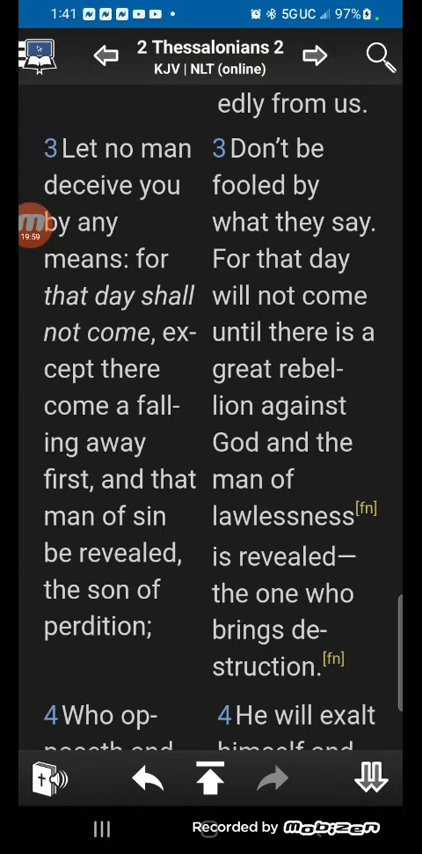 1:41 5GUC 97%
2 Thessalonians 2
KJV | NLT (online)
edly from us.
3 Let no man
deceive you
by any
means: for
that day shall
not come, ex-
cept there
come a fall-
ing away
first, and that
man of sin
be revealed,
the son of
perdition;
4 Who op-
poseth and
3 Don't be
fooled by
what they say.
For that day
will not come
until there is a
great rebel-
lion against
God and the
man of
lawlessness[fn]
is revealed—
the one who
brings de-
struction.[fn]
4 He will exalt
himself and
19:59
Recorded by mobizen